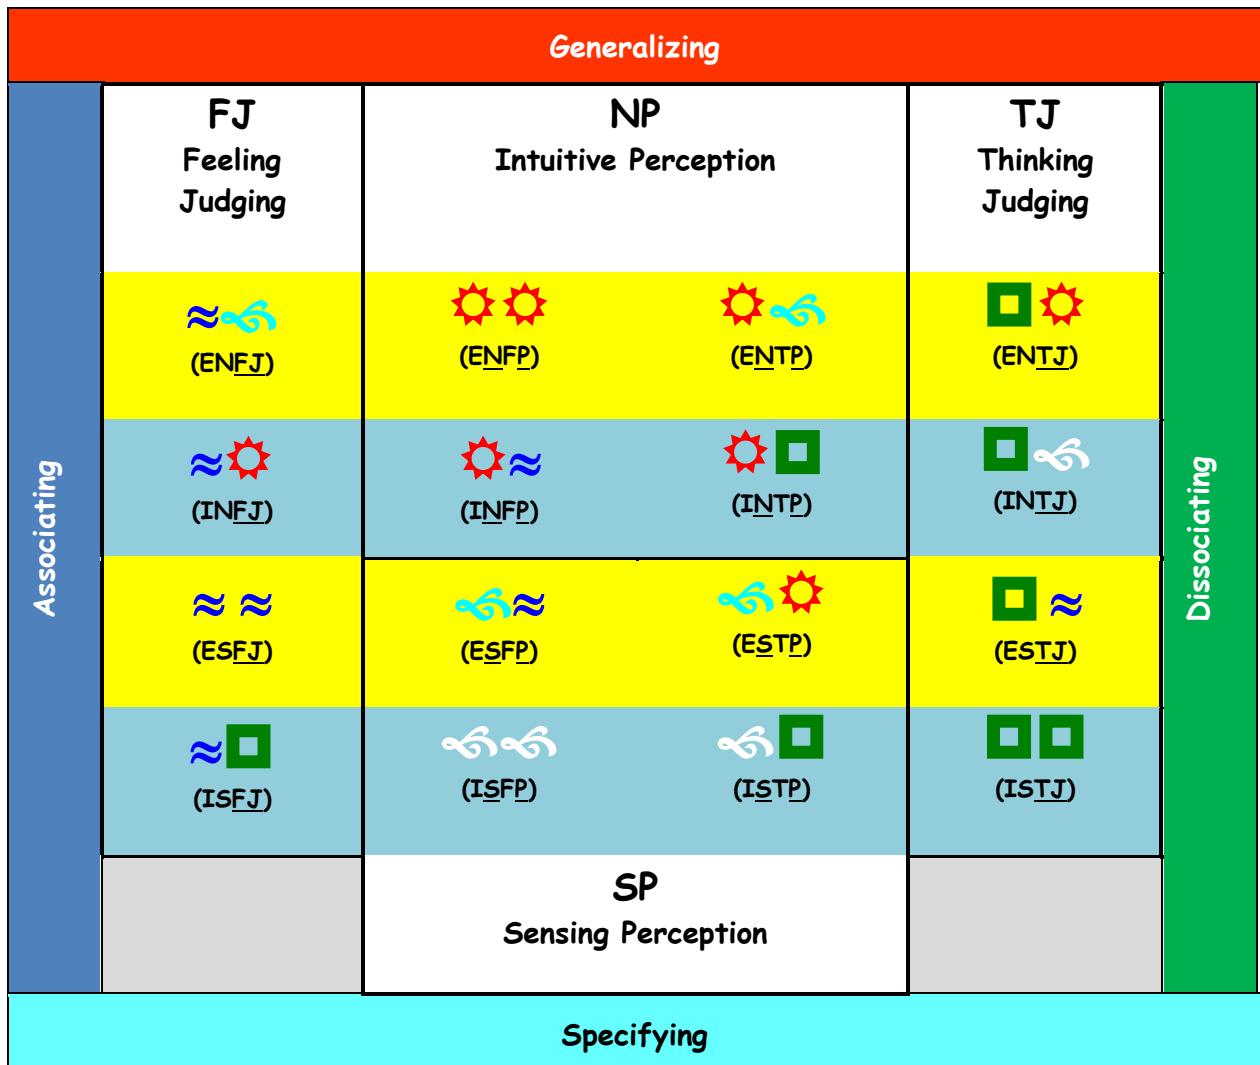 Generalizing
FJ
Feeling
Judging
NP
Intuitive Perception
TJ
Thinking
Judging
Associating
Dissociating
≈
(ENFJ)
(ENFP)
(ENTP)
(ENTJ)
≈
(INFJ)
≈
(INFP)
(INTP)
(INTJ)
≈ ≈
(ESFJ)
≈
(ESFP)
(ESTP)
≈
(ESTJ)
≈
(ISFJ)
(ISFP)
(ISTP)
(ISTJ)
SP
Sensing Perception
Specifying